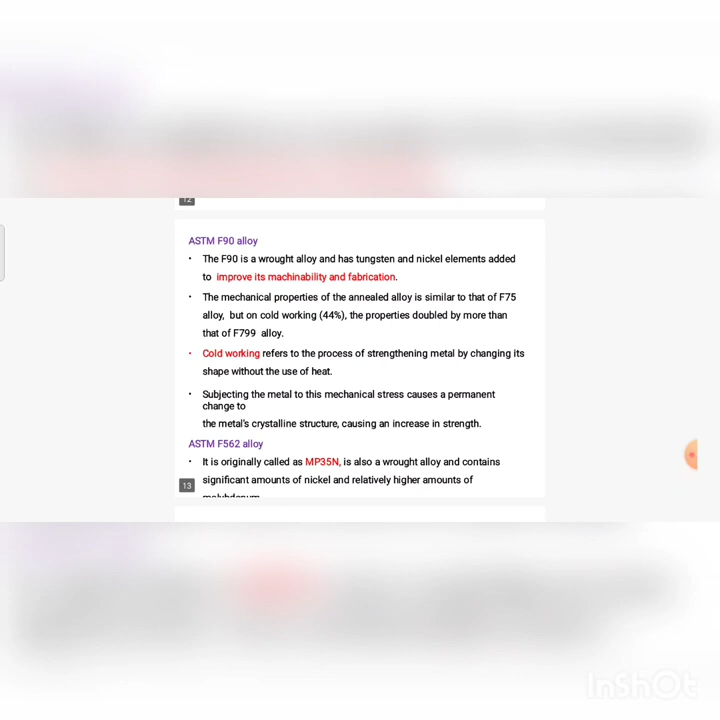 12
ASTM F90 alloy
• The F90 is a wrought alloy and has tungsten and nickel elements added
to improve its machinability and fabrication.
• The mechanical properties of the annealed alloy is similar to that of F75
alloy, but on cold working (44%), the properties doubled by more than
that of F799 alloy.
• Cold working refers to the process of strengthening metal by changing its
shape without the use of heat.
• Subjecting the metal to this mechanical stress causes a permanent
change to
the metal's crystalline structure, causing an increase in strength.
ASTM F562 alloy
• It is originally called as MP35N, is also a wrought alloy and contains
significant amounts of nickel and relatively higher amounts of
13
InShOt